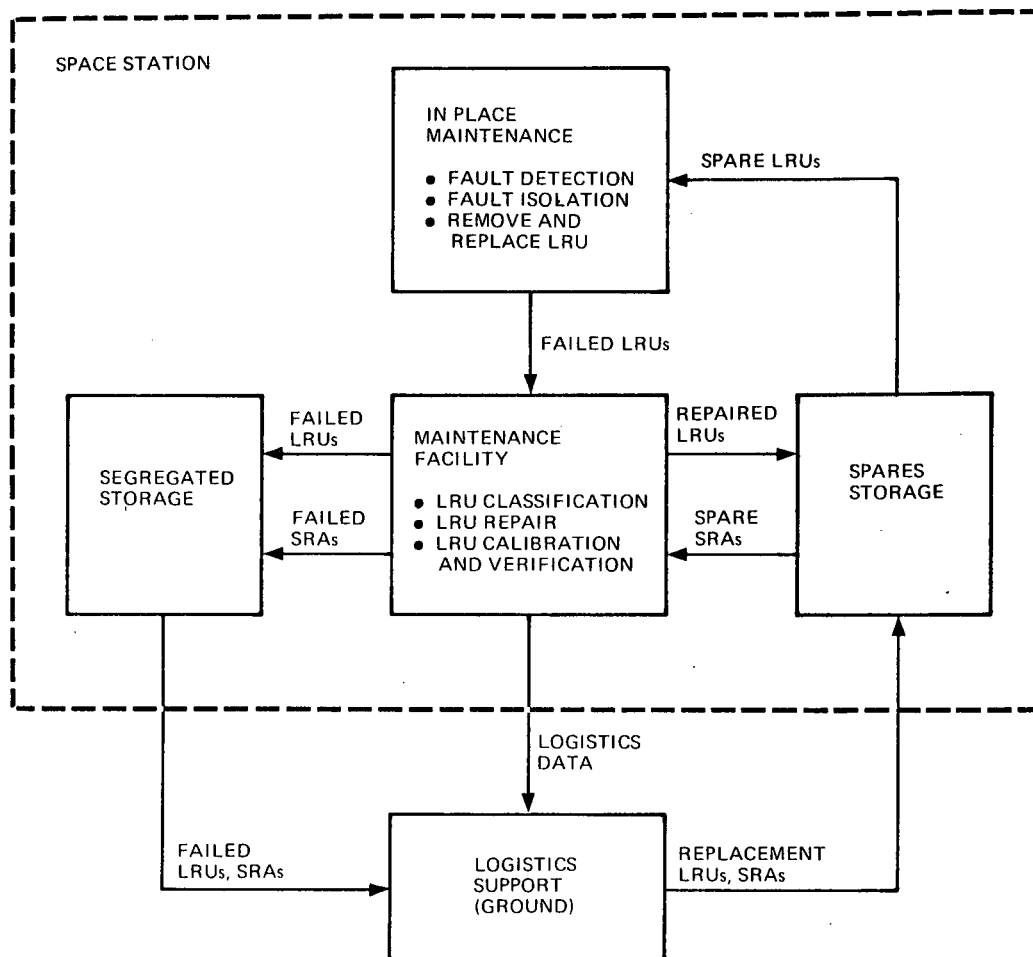 SPACE STATION
IN PLACE
MAINTENANCE
• FAULT DETECTION
• FAULT ISOLATION
• REMOVE AND
REPLACE LRU
SPARE LRUs
FAILED LRUs
SEGREGATED
STORAGE
FAILED
LRUs
FAILED
SRAs
MAINTENANCE
FACILITY
• LRU CLASSIFICATION
• LRU REPAIR
• LRU CALIBRATION
AND VERIFICATION
REPAIRED
LRUs
SPARE
SRAs
SPARES
STORAGE
LOGISTICS
DATA
FAILED
LRUs, SRAs
LOGISTICS
SUPPORT
(GROUND)
REPLACEMENT
LRUs, SRAs